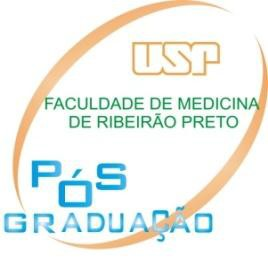 USP
FACULDADE DE MEDICINA
DE RIBEIRÃO PRETO
PÓS
GRADUAÇÃO